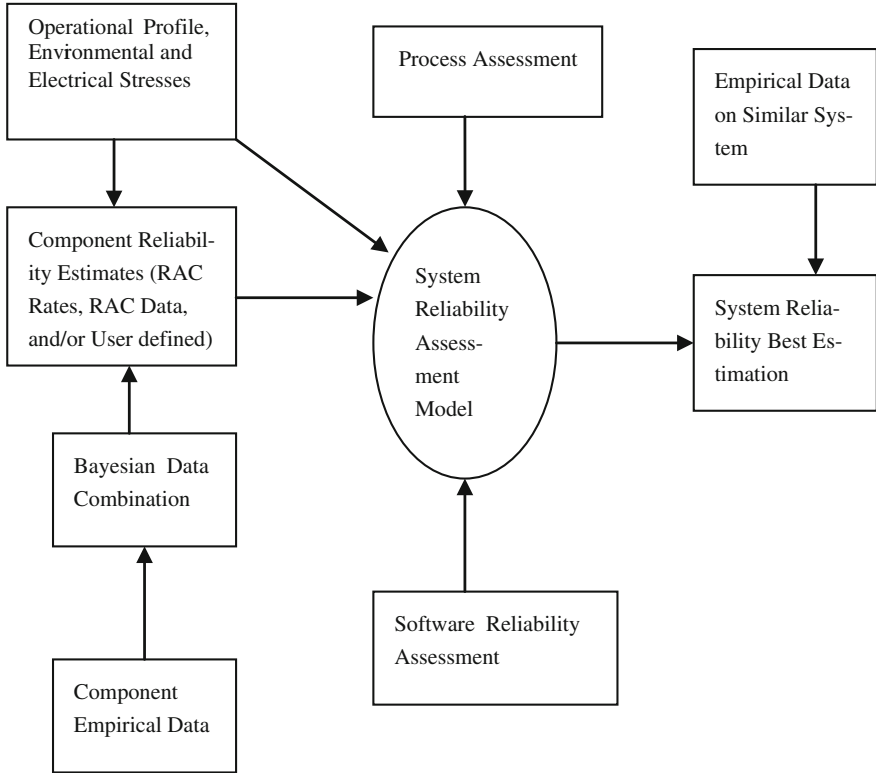 Operational Profile,
Environmental and
Electrical Stresses
Process Assessment
Empirical Data
on Similar Sys-
tem
Component Reliabil-
ity Estimates (RAC
Rates, RAC Data,
and/or User defined)
System
Reliability
Assess-
ment
Model
System Relia-
bility Best Es-
timation
Bayesian Data
Combination
Software Reliability
Assessment
Component
Empirical Data